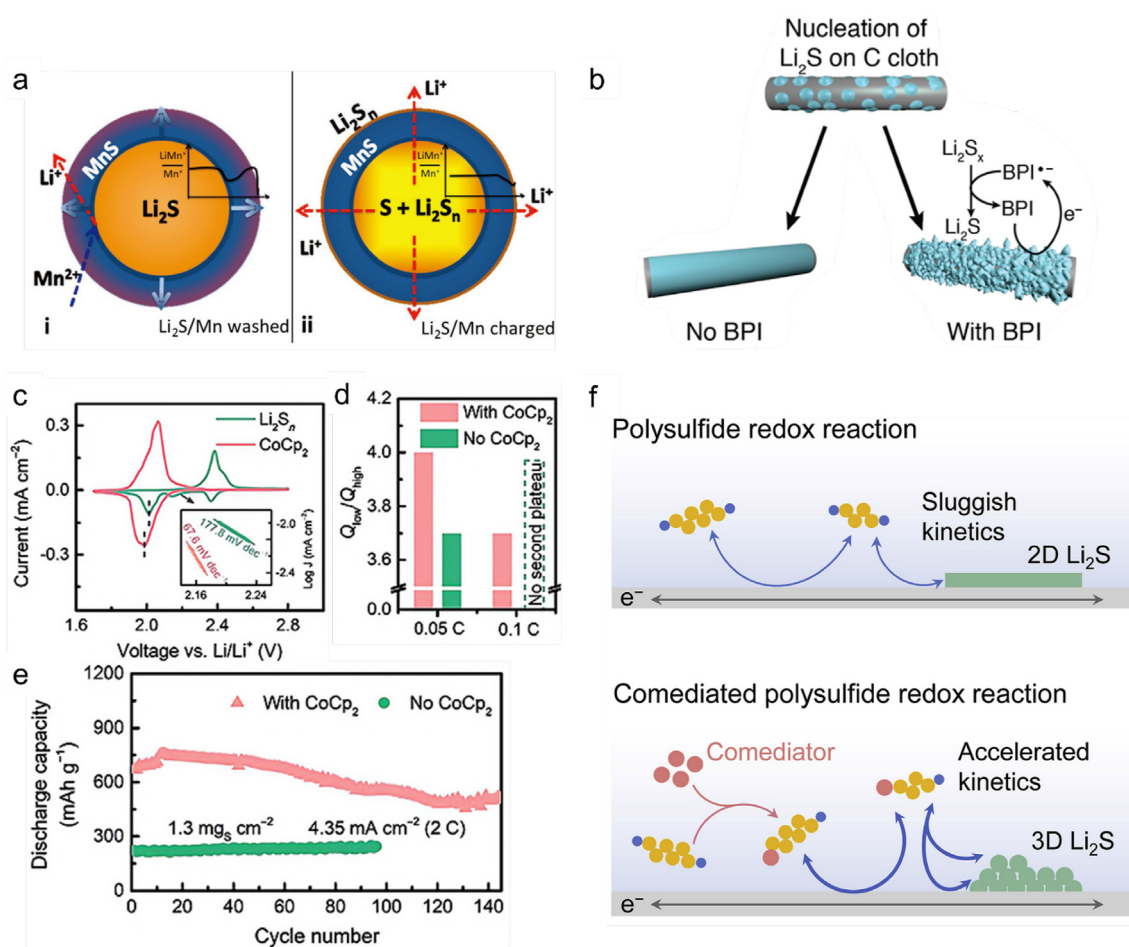 a
Li⁺
MnS
LiMn⁺
Mn⁺
Li₂S
Mn²⁺
i
Li₂S/Mn washed
Li⁺
Li₂Sₙ
MnS
LiMn⁺
Mn⁺
Li⁺
S + Li₂Sₙ
Li⁺
ii
Li₂S/Mn charged
b
Nucleation of
Li₂S on C cloth
Li₂Sₓ
BPI•⁻
BPI
e⁻
Li₂S
No BPI
With BPI
c
Current (mA cm⁻²)
0.3
0.0
-0.3
Li₂Sₙ
CoCp₂
177.8 mV dec⁻¹
67.6 mV dec⁻¹
-2.0
-2.4
Log J (mA cm⁻²)
2.16 2.24
1.6 2.0 2.4 2.8
Voltage vs. Li/Li⁺ (V)
d
Q_low/Q_high
4.2
4.0
3.8
3.6
0.0
With CoCp₂
No CoCp₂
No second plateau
0.05 C 0.1 C
e
Discharge capacity
(mAh g⁻¹)
1200
900
600
300
0
With CoCp₂ No CoCp₂
1.3 mg_S cm⁻² 4.35 mA cm⁻² (2 C)
0 20 40 60 80 100 120 140
Cycle number
f
Polysulfide redox reaction
Sluggish
kinetics
2D Li₂S
e⁻
Comediated polysulfide redox reaction
Comediator
Accelerated
kinetics
3D Li₂S
e⁻